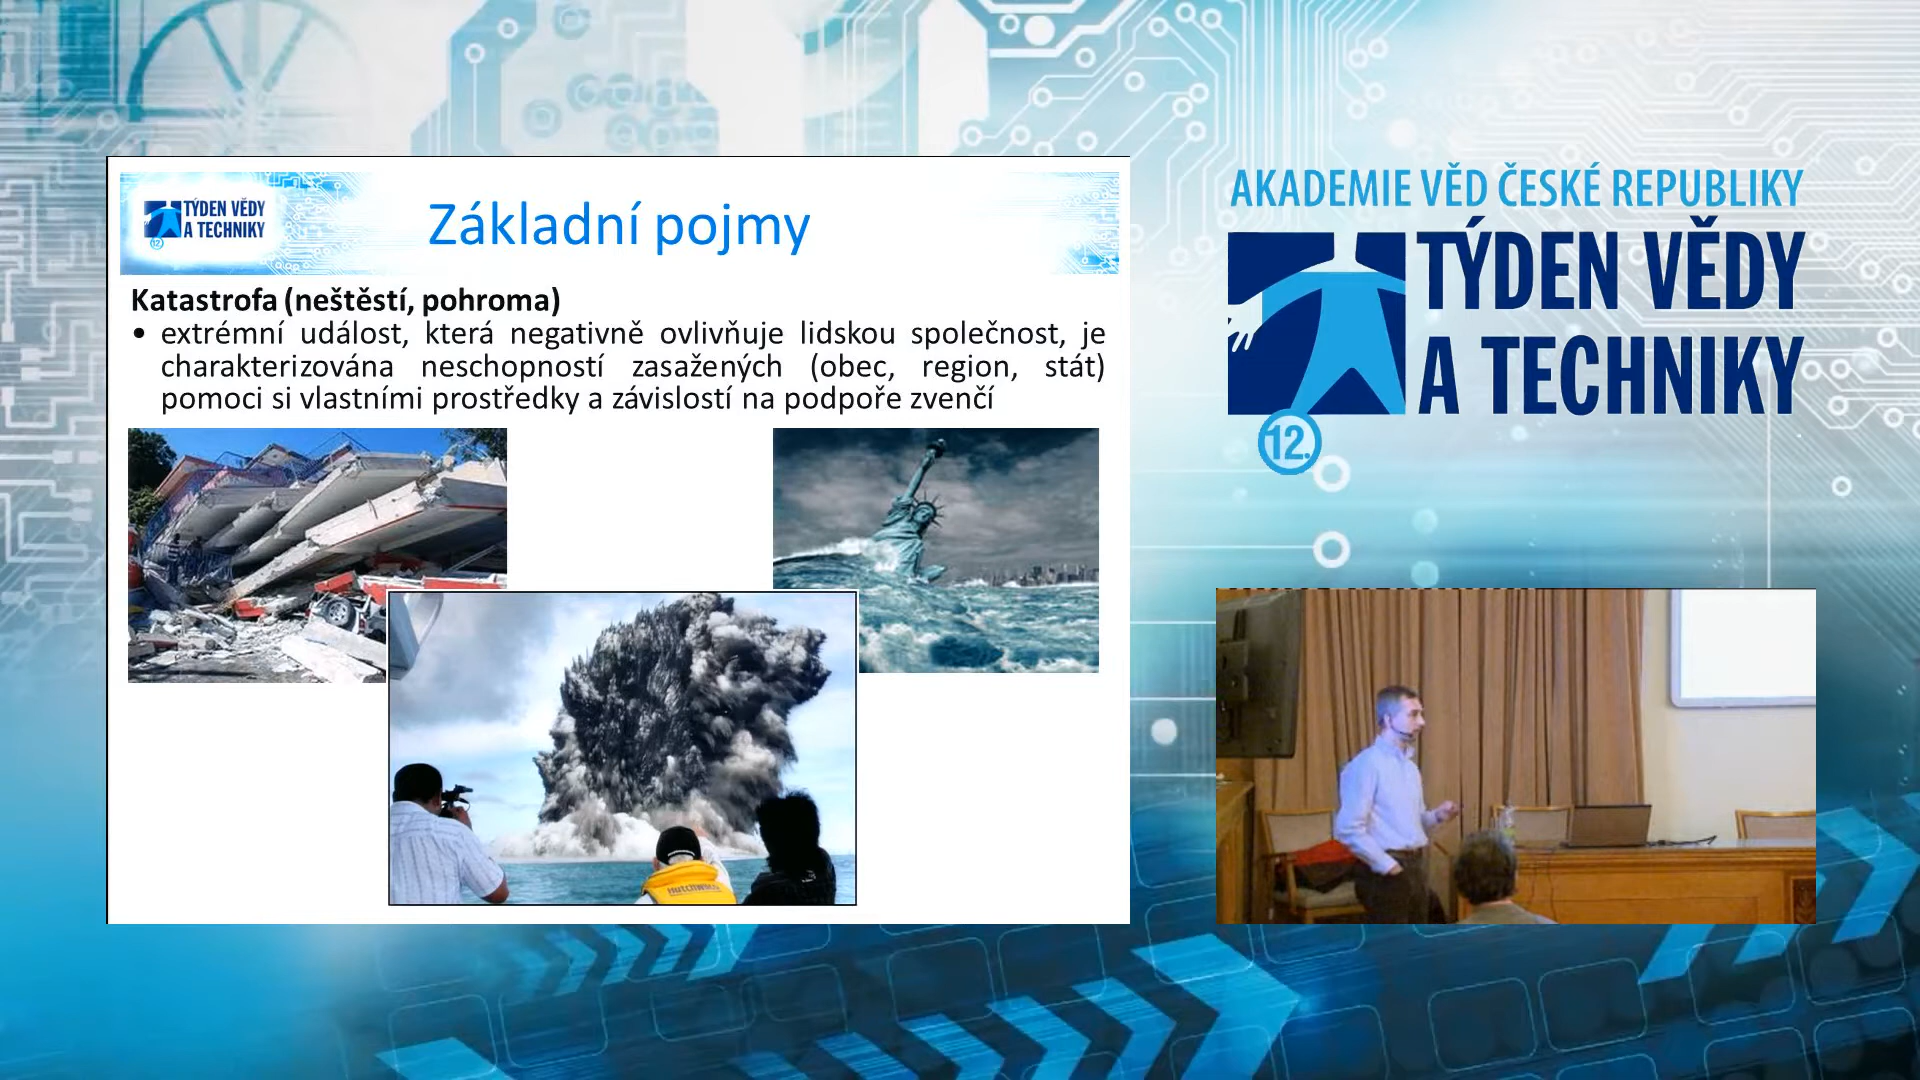 TÝDEN VĚDY
A TECHNIKY
12.
Základní pojmy
Katastrofa (neštěstí, pohroma)
• extrémní událost, která negativně ovlivňuje lidskou společnost, je
charakterizována neschopností zasažených (obec, region, stát)
pomoci si vlastními prostředky a závislostí na podpoře zvenčí
AKADEMIE VĚD ČESKÉ REPUBLIKY
TÝDEN VĚDY
A TECHNIKY
12.